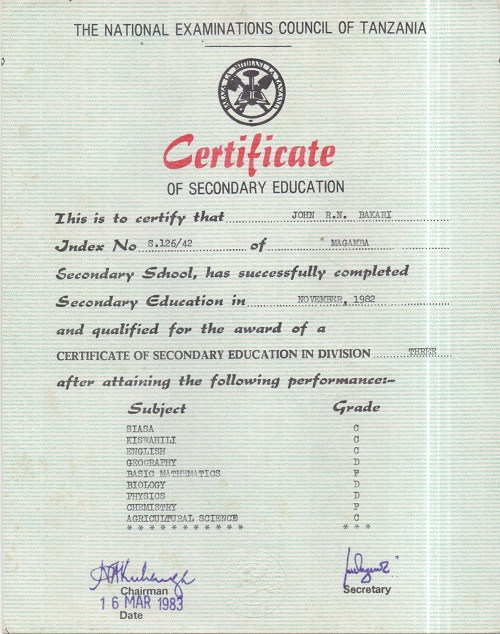 THE NATIONAL EXAMINATIONS COUNCIL OF TANZANIA
BARAZA LA MITIHANI LA TANZANIA
Certificate
OF SECONDARY EDUCATION
This is to certify that JOHN R.N. BAKARI
Index No S.126/42 of MAGAMBA
Secondary School, has successfully completed
Secondary Education in NOVEMBER, 1982
and qualified for the award of a
CERTIFICATE OF SECONDARY EDUCATION IN DIVISION THREE
after attaining the following performance:-
Subject Grade
SIASA C
KISWAHILI C
ENGLISH C
GEOGRAPHY D
BASIC MATHEMATICS F
BIOLOGY D
PHYSICS D
CHEMISTRY F
AGRICULTURAL SCIENCE C
* * * * * * * * * * * * *
Chairman Secretary
16 MAR 1983
Date